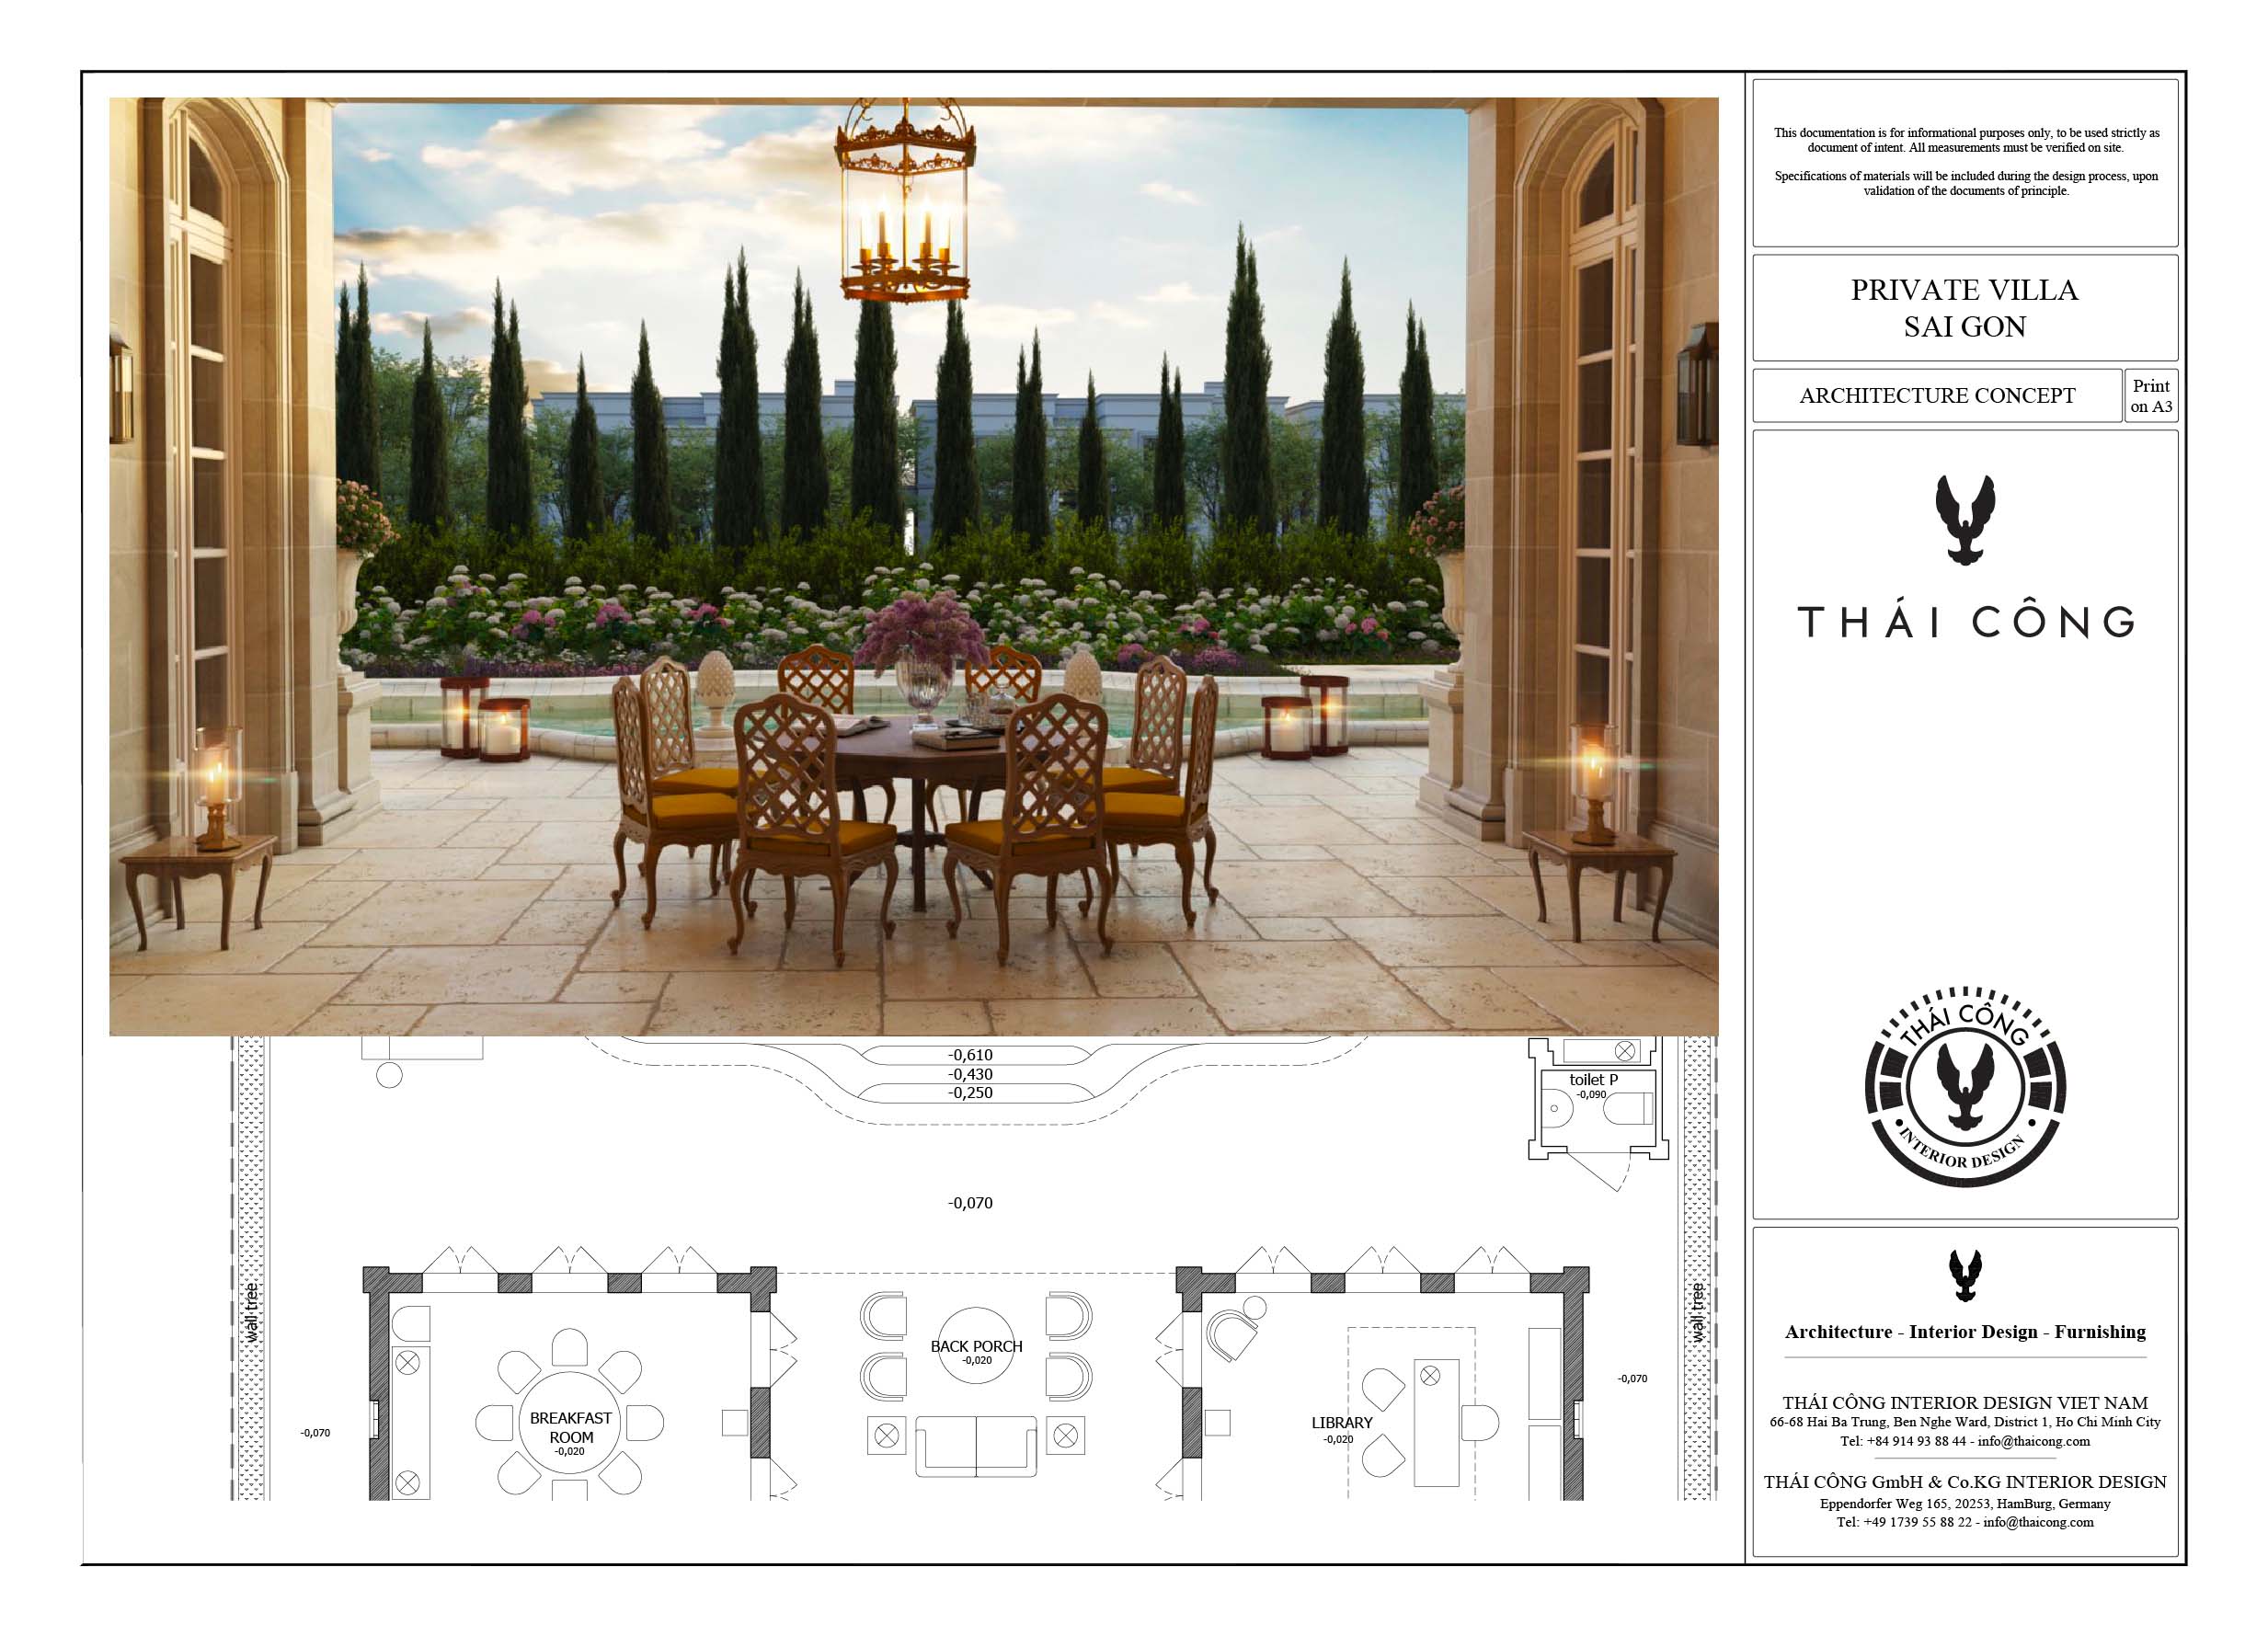 This documentation is for informational purposes only, to be used strictly as
document of intent. All measurements must be verified on site.
Specifications of materials will be included during the design process, upon
validation of the documents of principle.
PRIVATE VILLA
SAI GON
ARCHITECTURE CONCEPT
Print
on A3
THÁI CÔNG
THÁI CÔNG
• INTERIOR DESIGN •
Architecture - Interior Design - Furnishing
THÁI CÔNG INTERIOR DESIGN VIET NAM
66-68 Hai Ba Trung, Ben Nghe Ward, District 1, Ho Chi Minh City
Tel: +84 914 93 88 44 - info@thaicong.com
THÁI CÔNG GmbH & Co.KG INTERIOR DESIGN
Eppendorfer Weg 165, 20253, HamBurg, Germany
Tel: +49 1739 55 88 22 - info@thaicong.com
-0,610
-0,430
-0,250
toilet P
-0,090
-0,070
wall tree
wall tree
BACK PORCH
-0,020
-0,070
BREAKFAST
ROOM
-0,020
LIBRARY
-0,020
-0,070